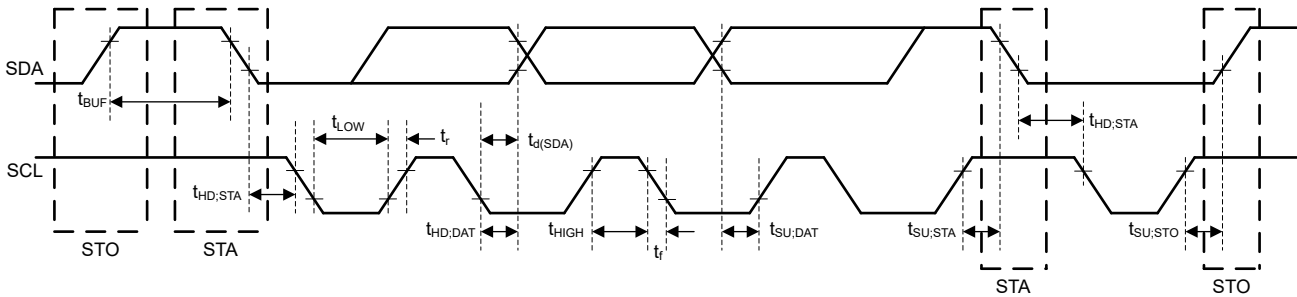 SDA
t_BUF
t_LOW
t_r
t_d(SDA)
t_HD;STA
SCL
t_HD;STA
t_HD;DAT
t_HIGH
t_f
t_SU;DAT
t_SU;STA
t_SU;STO
STO
STA
STA
STO